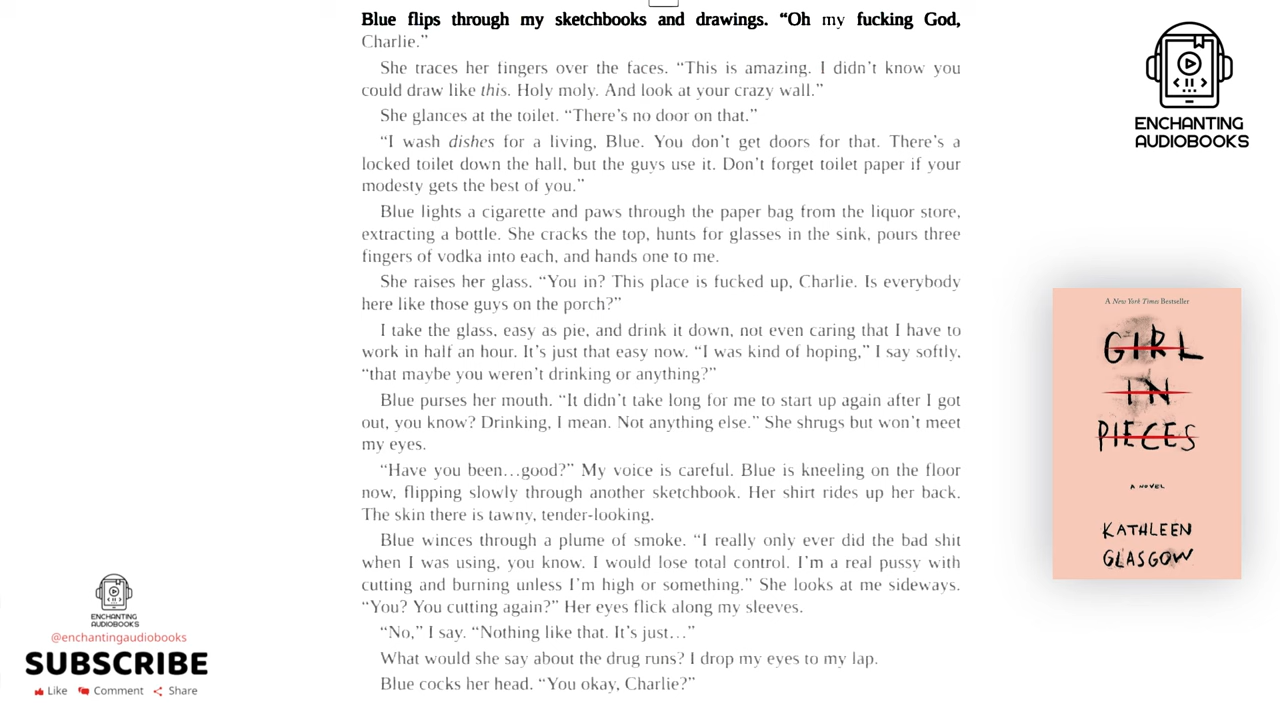 Blue flips through my sketchbooks and drawings. “Oh my fucking God,
Charlie.”
She traces her fingers over the faces. “This is amazing. I didn’t know you
could draw like this. Holy moly. And look at your crazy wall.”
She glances at the toilet. “There’s no door on that.”
“I wash dishes for a living, Blue. You don’t get doors for that. There’s a
locked toilet down the hall, but the guys use it. Don’t forget toilet paper if your
modesty gets the best of you.”
Blue lights a cigarette and paws through the paper bag from the liquor store,
extracting a bottle. She cracks the top, hunts for glasses in the sink, pours three
fingers of vodka into each, and hands one to me.
She raises her glass. “You in? This place is fucked up, Charlie. Is everybody
here like those guys on the porch?”
I take the glass, easy as pie, and drink it down, not even caring that I have to
work in half an hour. It’s just that easy now. “I was kind of hoping,” I say softly,
“that maybe you weren’t drinking or anything?”
Blue purses her mouth. “It didn’t take long for me to start up again after I got
out, you know? Drinking, I mean. Not anything else.” She shrugs but won’t meet
my eyes.
“Have you been…good?” My voice is careful. Blue is kneeling on the floor
now, flipping slowly through another sketchbook. Her shirt rides up her back.
The skin there is tawny, tender-looking.
Blue winces through a plume of smoke. “I really only ever did the bad shit
when I was using, you know. I would lose total control. I’m a real pussy with
cutting and burning unless I’m high or something.” She looks at me sideways.
“You? You cutting again?” Her eyes flick along my sleeves.
“No,” I say. “Nothing like that. It’s just…”
What would she say about the drug runs? I drop my eyes to my lap.
Blue cocks her head. “You okay, Charlie?”
ENCHANTING
AUDIOBOOKS
A New York Times Bestseller
GIRL
IN
PIECES
A NOVEL
KATHLEEN
GLASGOW
ENCHANTING
AUDIOBOOKS
@enchantingaudiobooks
SUBSCRIBE
Like Comment Share